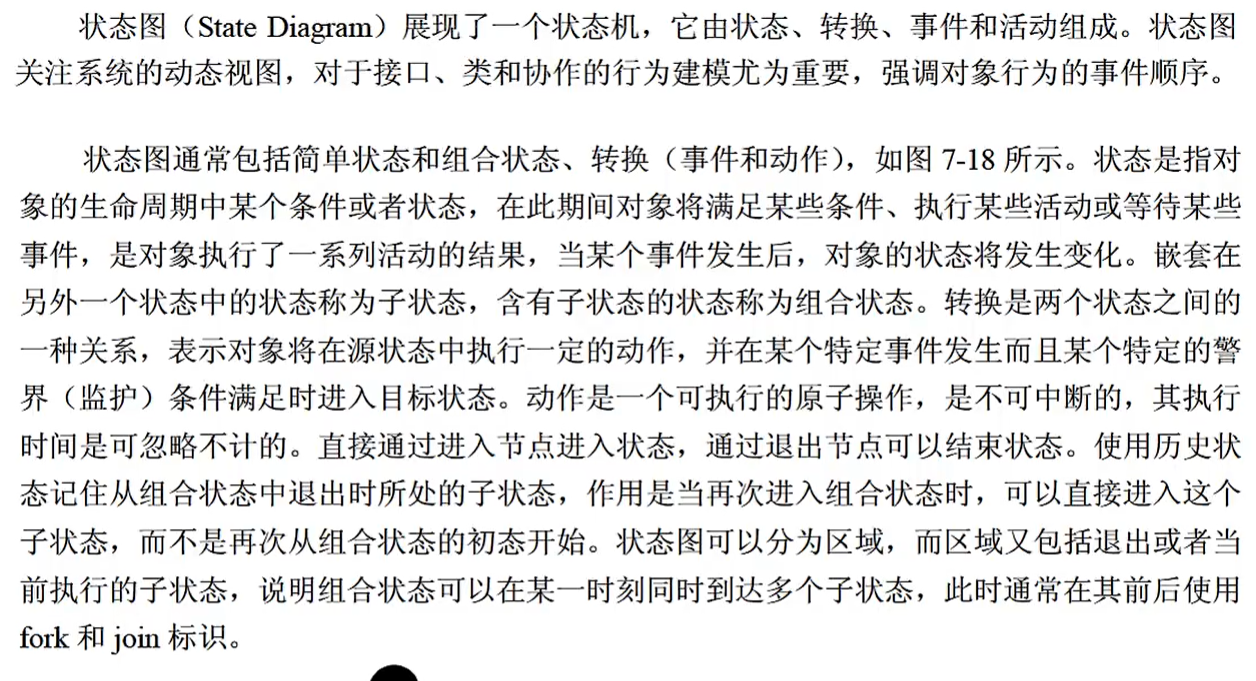 状态图（State Diagram）展现了一个状态机，它由状态、转换、事件和活动组成。状态图
关注系统的动态视图，对于接口、类和协作的行为建模尤为重要，强调对象行为的事件顺序。
状态图通常包括简单状态和组合状态、转换（事件和动作），如图 7-18 所示。状态是指对
象的生命周期中某个条件或者状态，在此期间对象将满足某些条件、执行某些活动或等待某些
事件，是对象执行了一系列活动的结果，当某个事件发生后，对象的状态将发生变化。嵌套在
另外一个状态中的状态称为子状态，含有子状态的状态称为组合状态。转换是两个状态之间的
一种关系，表示对象将在源状态中执行一定的动作，并在某个特定事件发生而且某个特定的警
界（监护）条件满足时进入目标状态。动作是一个可执行的原子操作，是不可中断的，其执行
时间是可忽略不计的。直接通过进入节点进入状态，通过退出节点可以结束状态。使用历史状
态记住从组合状态中退出时所处的子状态，作用是当再次进入组合状态时，可以直接进入这个
子状态，而不是再次从组合状态的初态开始。状态图可以分为区域，而区域又包括退出或者当
前执行的子状态，说明组合状态可以在某一时刻同时到达多个子状态，此时通常在其前后使用
fork 和 join 标识。